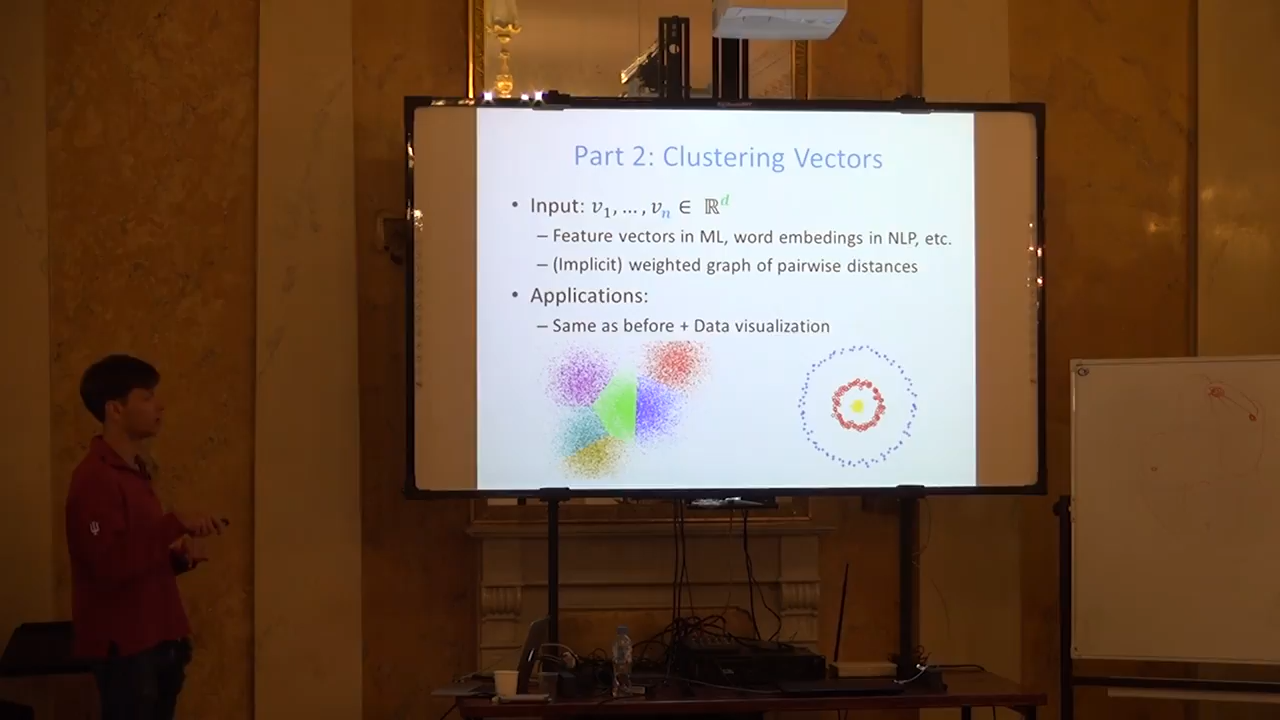 Part 2: Clustering Vectors
• Input: 𝑣₁, … , 𝑣ₙ ∈ ℝᵈ
– Feature vectors in ML, word embedings in NLP, etc.
– (Implicit) weighted graph of pairwise distances
• Applications:
– Same as before + Data visualization